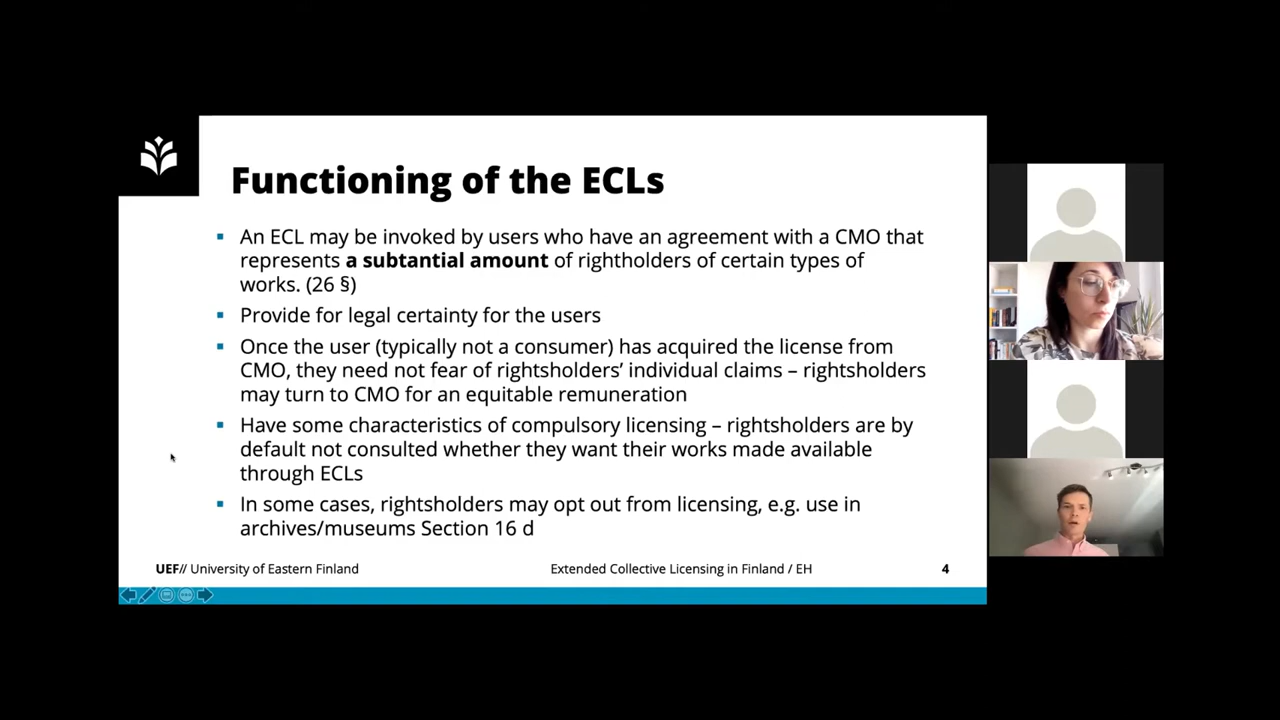 Functioning of the ECLs
▪ An ECL may be invoked by users who have an agreement with a CMO that
represents a subtantial amount of rightholders of certain types of
works. (26 §)
▪ Provide for legal certainty for the users
▪ Once the user (typically not a consumer) has acquired the license from
CMO, they need not fear of rightsholders’ individual claims – rightsholders
may turn to CMO for an equitable remuneration
▪ Have some characteristics of compulsory licensing – rightsholders are by
default not consulted whether they want their works made available
through ECLs
▪ In some cases, rightsholders may opt out from licensing, e.g. use in
archives/museums Section 16 d
UEF// University of Eastern Finland
Extended Collective Licensing in Finland / EH
4